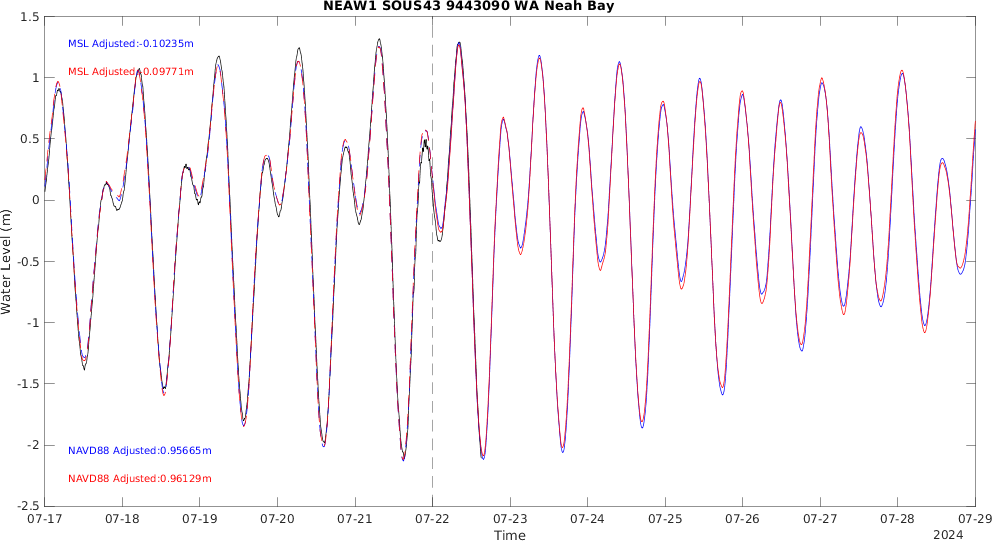 NEAW1 SOUS43 9443090 WA Neah Bay
MSL Adjusted:-0.10235m
MSL Adjusted:-0.09771m
NAVD88 Adjusted:0.95665m
NAVD88 Adjusted:0.96129m
Water Level (m)
1.5
1
0.5
0
-0.5
-1
-1.5
-2
-2.5
07-17 07-18 07-19 07-20 07-21 07-22 07-23 07-24 07-25 07-26 07-27 07-28 07-29
Time
2024